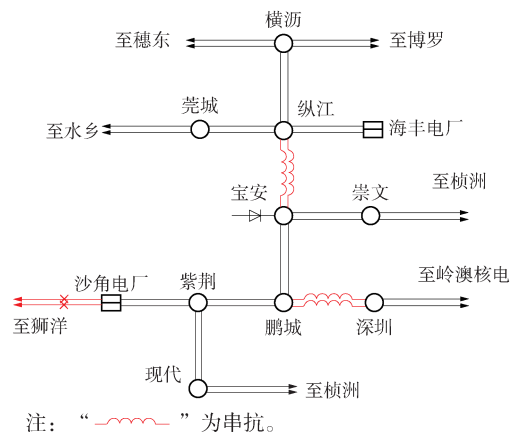 横沥
至穗东
至博罗
莞城
纵江
至水乡
海丰电厂
宝安
崇文
至桢洲
至岭澳核电
沙角电厂
紫荆
至狮洋
鹏城
深圳
现代
至桢洲
注：“ ”为串抗。